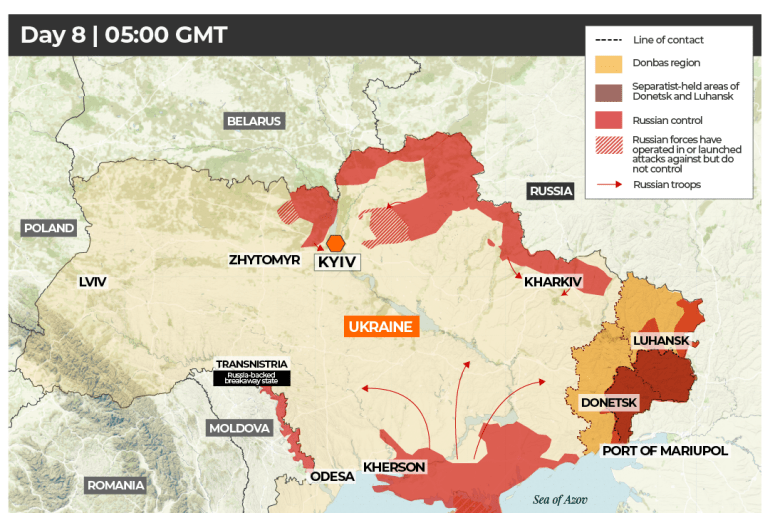 Day 8 | 05:00 GMT
Line of contact
Donbas region
Separatist-held areas of
Donetsk and Luhansk
Russian control
Russian forces have
operated in or launched
attacks against but do
not control
Russian troops
BELARUS
RUSSIA
POLAND
ZHYTOMYR
KYIV
LVIV
KHARKIV
UKRAINE
LUHANSK
TRANSNISTRIA
Russia-backed
breakaway state
DONETSK
MOLDOVA
PORT OF MARIUPOL
KHERSON
ODESA
ROMANIA
Sea of Azov